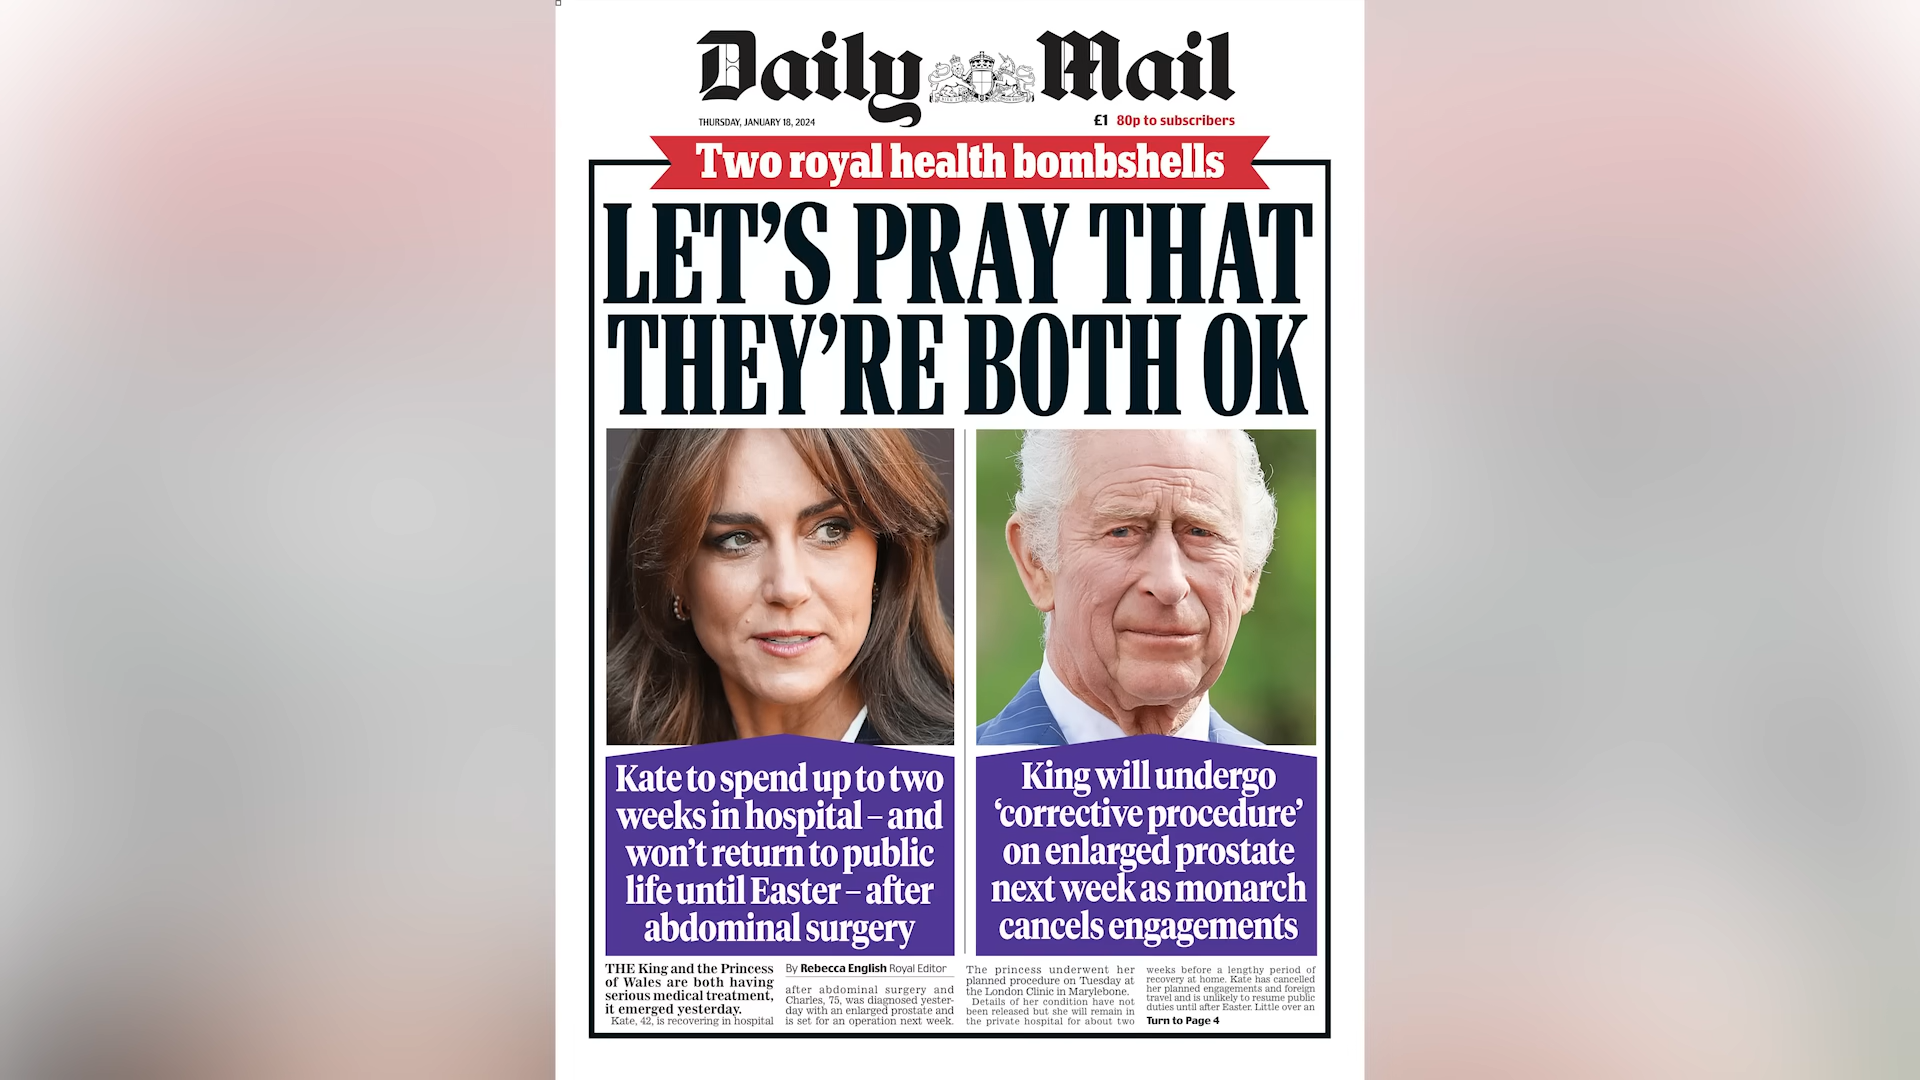 Daily Mail
THURSDAY, JANUARY 18, 2024
£1 80p to subscribers
Two royal health bombshells
LET'S PRAY THAT
THEY'RE BOTH OK
Kate to spend up to two
weeks in hospital – and
won't return to public
life until Easter – after
abdominal surgery
King will undergo
'corrective procedure'
on enlarged prostate
next week as monarch
cancels engagements
THE King and the Princess
of Wales are both having
serious medical treatment,
it emerged yesterday.
Kate, 42, is recovering in hospital
By Rebecca English Royal Editor
after abdominal surgery and
Charles, 75, was diagnosed yester-
day with an enlarged prostate and
is set for an operation next week.
The princess underwent her
planned procedure on Tuesday at
the London Clinic in Marylebone.
Details of her condition have not
been released but she will remain in
the private hospital for about two
weeks before a lengthy period of
recovery at home. Kate has cancelled
her planned engagements and foreign
travel and is unlikely to resume public
duties until after Easter. Little over an
Turn to Page 4